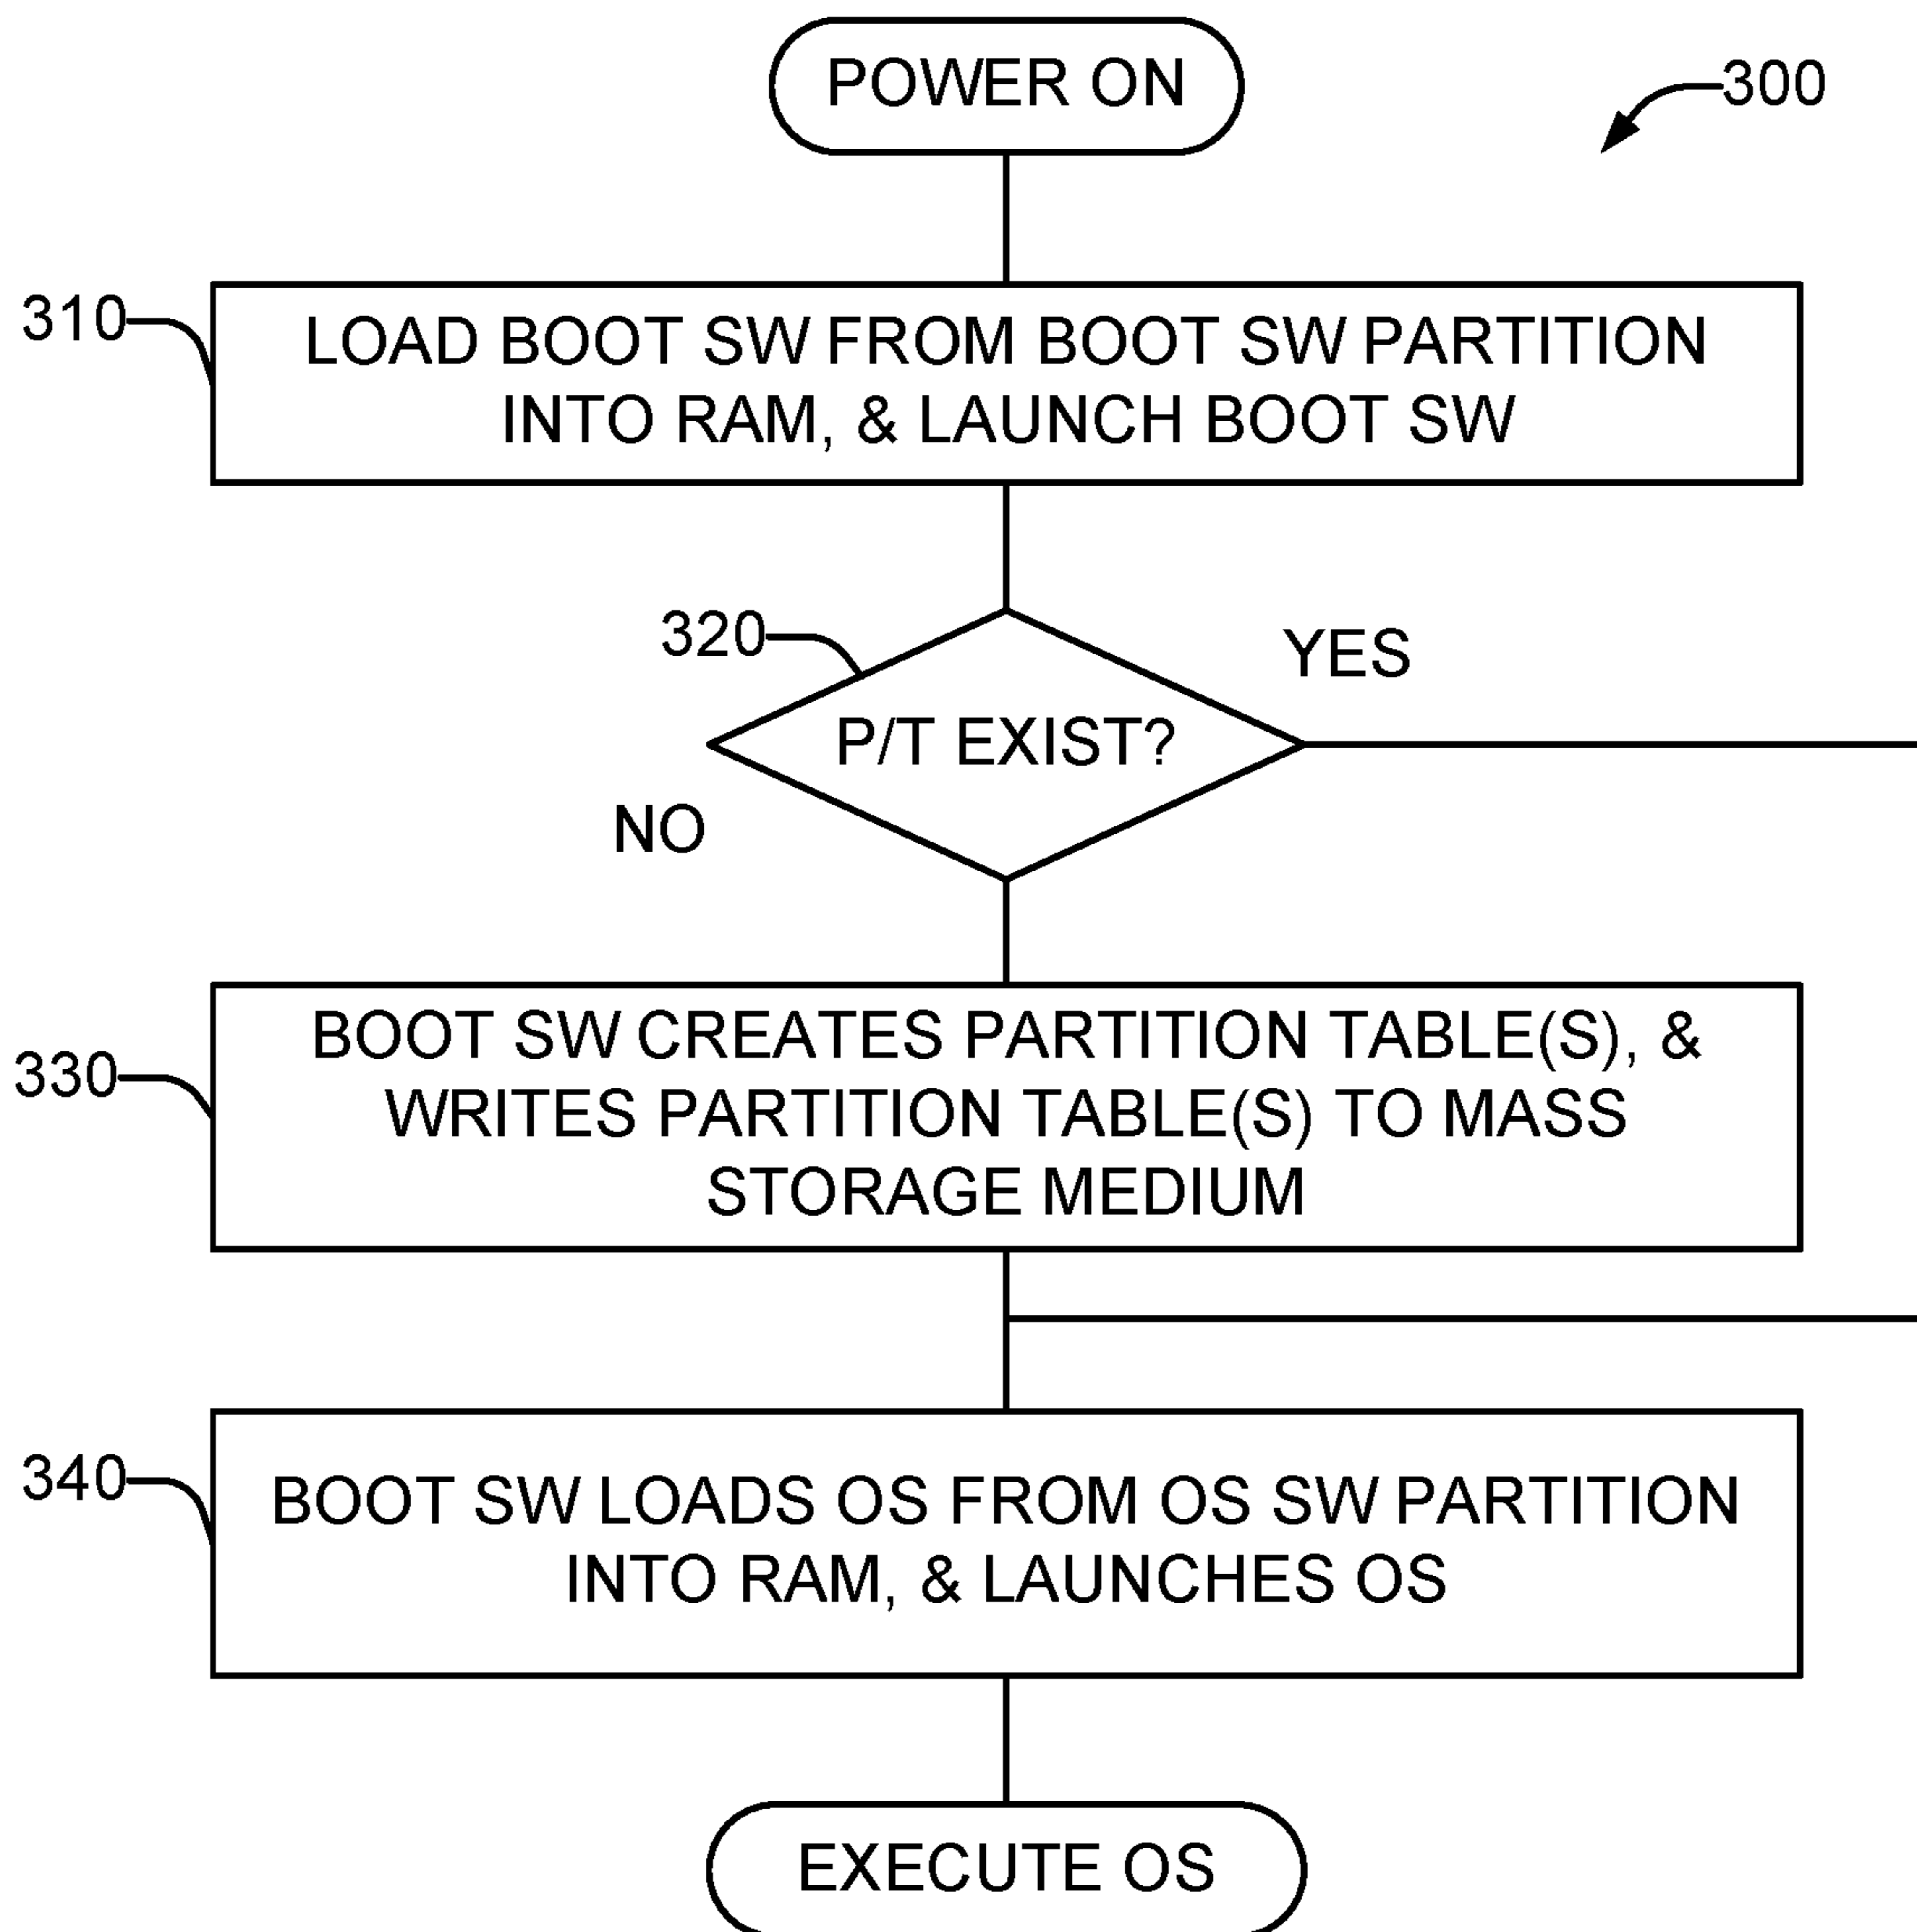 POWER ON
300
310
LOAD BOOT SW FROM BOOT SW PARTITION
INTO RAM, & LAUNCH BOOT SW
320
YES
P/T EXIST?
NO
330
BOOT SW CREATES PARTITION TABLE(S), &
WRITES PARTITION TABLE(S) TO MASS
STORAGE MEDIUM
340
BOOT SW LOADS OS FROM OS SW PARTITION
INTO RAM, & LAUNCHES OS
EXECUTE OS